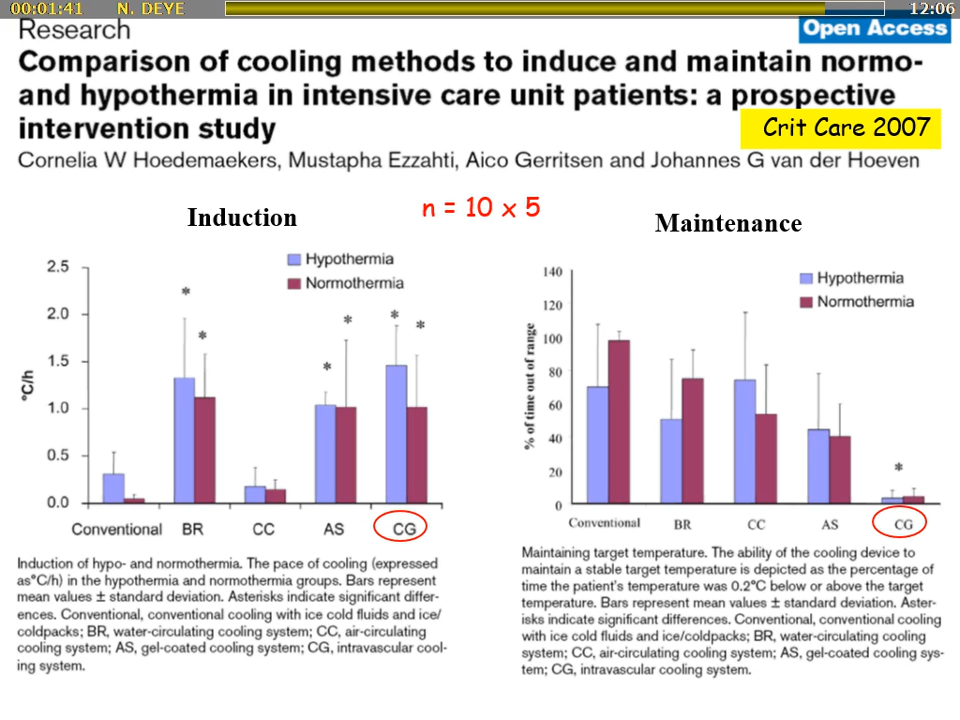 00:01:41 N. DEYE 12:06
Research
Open Access
Comparison of cooling methods to induce and maintain normo-
and hypothermia in intensive care unit patients: a prospective
intervention study
Crit Care 2007
Cornelia W Hoedemaekers, Mustapha Ezzahti, Aico Gerritsen and Johannes G van der Hoeven
n = 10 x 5
Induction
Hypothermia
Normothermia
°C/h
2.5
2.0
1.5
1.0
0.5
0.0
* * * * * *
Conventional BR CC AS CG
Induction of hypo- and normothermia. The pace of cooling (expressed
as°C/h) in the hypothermia and normothermia groups. Bars represent
mean values ± standard deviation. Asterisks indicate significant differ-
ences. Conventional, conventional cooling with ice cold fluids and ice/
coldpacks; BR, water-circulating cooling system; CC, air-circulating
cooling system; AS, gel-coated cooling system; CG, intravascular cool-
ing system.
Maintenance
Hypothermia
Normothermia
% of time out of range
140
120
100
80
60
40
20
0
*
Conventional BR CC AS CG
Maintaining target temperature. The ability of the cooling device to
maintain a stable target temperature is depicted as the percentage of
time the patient's temperature was 0.2°C below or above the target
temperature. Bars represent mean values ± standard deviation. Aster-
isks indicate significant differences. Conventional, conventional cooling
with ice cold fluids and ice/coldpacks; BR, water-circulating cooling
system; CC, air-circulating cooling system; AS, gel-coated cooling sys-
tem; CG, intravascular cooling system.